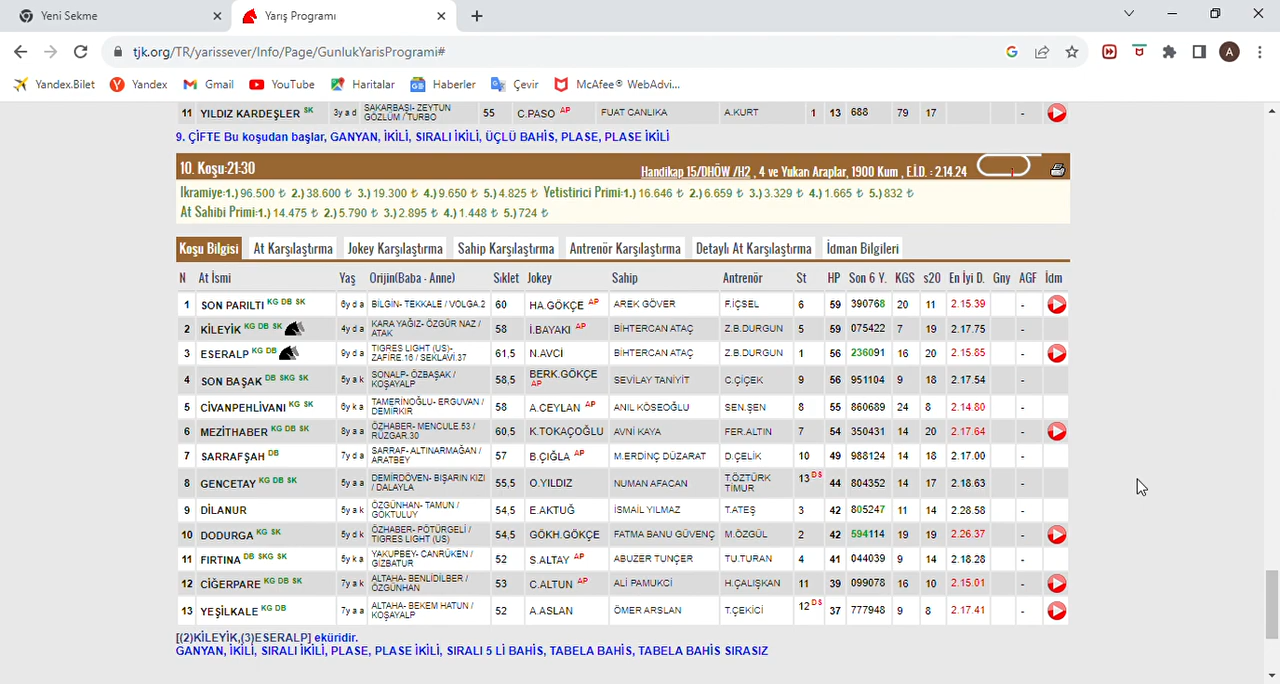 Yeni Sekme
Yarış Programı
tjk.org/TR/yarissever/Info/Page/GunlukYarisProgrami#
A
Yandex.Bilet Yandex Gmail YouTube Haritalar Haberler Çevir McAfee® WebAdvi...
11 YILDIZ KARDEŞLER SK 3y a d SAKARBAŞI- ZEYTUN GÖZLÜM / TURBO 55 C.PASO AP FUAT CANLIKA A.KURT 1 13 688 79 17 -
9. ÇİFTE Bu koşudan başlar, GANYAN, İKİLİ, SIRALI İKİLİ, ÜÇLÜ BAHİS, PLASE, PLASE İKİLİ
10. Koşu:21:30 Handikap 15/DHÖW /H2 , 4 ve Yukarı Araplar, 1900 Kum , E.İ.D. : 2.14.24
Ikramiye:1.) 96.500 ₺ 2.) 38.600 ₺ 3.) 19.300 ₺ 4.) 9.650 ₺ 5.) 4.825 ₺ Yetistirici Primi:1.) 16.646 ₺ 2.) 6.659 ₺ 3.) 3.329 ₺ 4.) 1.665 ₺ 5.) 832 ₺
At Sahibi Primi:1.) 14.475 ₺ 2.) 5.790 ₺ 3.) 2.895 ₺ 4.) 1.448 ₺ 5.) 724 ₺
Koşu Bilgisi At Karşılaştırma Jokey Karşılaştırma Sahip Karşılaştırma Antrenör Karşılaştırma Detaylı At Karşılaştırma İdman Bilgileri
N At İsmi Yaş Orijin(Baba - Anne) Sıklet Jokey Sahip Antrenör St HP Son 6 Y. KGS s20 En İyi D. Gny AGF İdm
1 SON PARILTI KG DB SK 6y d a BİLGİN- TEKKALE / VOLGA.2 60 HA.GÖKÇE AP AREK GÖVER F.İÇSEL 6 59 390768 20 11 2.15.39 -
2 KİLEYİK KG DB SK 4y d a KARA YAĞIZ- ÖZGÜR NAZ / ATAK 58 İ.BAYAKI AP BİHTERCAN ATAÇ Z.B.DURGUN 5 59 075422 7 19 2.17.75 -
3 ESERALP KG DB 9y d a TIGRES LIGHT (US)- ZAFİRE.16 / SEKLAVİ.37 61,5 N.AVCİ BİHTERCAN ATAÇ Z.B.DURGUN 1 56 236091 16 20 2.15.85 -
4 SON BAŞAK DB SKG SK 5y a k SONALP- ÖZBAŞAK / KOŞAYALP 58,5 BERK.GÖKÇE AP SEVİLAY TANİYİT C.ÇİÇEK 9 56 951104 9 18 2.17.54 -
5 CİVANPEHLİVANI KG SK 6y k a TAMERİNOĞLU- ERGUVAN / DEMİRKIR 58 A.CEYLAN AP ANIL KÖSEOĞLU SEN.ŞEN 8 55 860689 24 8 2.14.80 -
6 MEZİTHABER KG DB SK 8y a a ÖZHABER- MENCULE.53 / RÜZGAR.30 60,5 K.TOKAÇOĞLU AVNİ KAYA FER.ALTIN 7 54 350431 14 20 2.17.64 -
7 SARRAFŞAH DB 7y d a SARRAF- ALTINARMAĞAN / ARATBEY 57 B.ÇIĞLA AP M.ERDİNÇ DÜZARAT D.ÇELİK 10 49 988124 14 18 2.17.00 -
8 GENCETAY KG DB SK 5y a a DEMİRDÖVEN- BIŞARIN KIZI / DALAYLA 55,5 O.YILDIZ NUMAN AFACAN T.ÖZTÜRK TİMUR 13 DS 44 804352 14 17 2.18.63 -
9 DİLANUR 5y a k ÖZGÜNHAN- TAMUN / GÖKTULUY 54,5 E.AKTUĞ İSMAİL YILMAZ T.ATEŞ 3 42 805247 11 14 2.28.58 -
10 DODURGA KG SK 5y d k ÖZHABER- PÖTÜRGELİ / TIGRES LIGHT (US) 54,5 GÖKH.GÖKÇE FATMA BANU GÜVENÇ M.ÖZGÜL 2 42 594114 19 19 2.26.37 -
11 FIRTINA DB SKG SK 6y k a YAKUPBEY- CANRÜKEN / GİZBATUR 52 S.ALTAY AP ABUZER TUNÇER TU.TURAN 4 41 044039 9 14 2.18.28 -
12 CİĞERPARE KG DB SK 7y a k ALTAHA- BENLİDİLBER / ÖZGÜNHAN 53 C.ALTUN AP ALİ PAMUKCİ H.ÇALIŞKAN 11 39 099078 16 10 2.15.01 -
13 YEŞİLKALE KG DB 7y a a ALTAHA- BEKEM HATUN / KOŞAYALP 52 A.ASLAN ÖMER ARSLAN T.ÇEKİCİ 12 DS 37 777948 9 8 2.17.41 -
[(2)KİLEYİK,(3)ESERALP] eküridir.
GANYAN, İKİLİ, SIRALI İKİLİ, PLASE, PLASE İKİLİ, SIRALI 5 Lİ BAHİS, TABELA BAHİS, TABELA BAHİS SIRASIZ